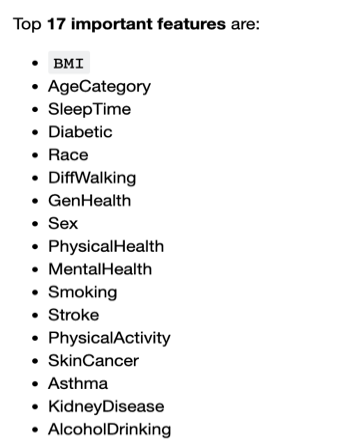 Top 17 important features are:
• BMI
• AgeCategory
• SleepTime
• Diabetic
• Race
• DiffWalking
• GenHealth
• Sex
• PhysicalHealth
• MentalHealth
• Smoking
• Stroke
• PhysicalActivity
• SkinCancer
• Asthma
• KidneyDisease
• AlcoholDrinking